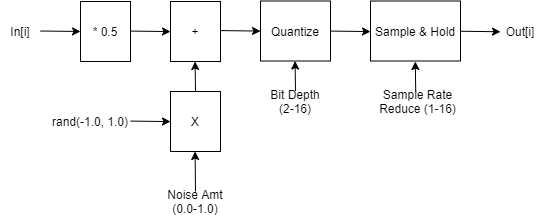 In[i]
* 0.5
+
Quantize
Sample & Hold
Out[i]
Bit Depth
(2-16)
Sample Rate
Reduce (1-16)
rand(-1.0, 1.0)
X
Noise Amt
(0.0-1.0)